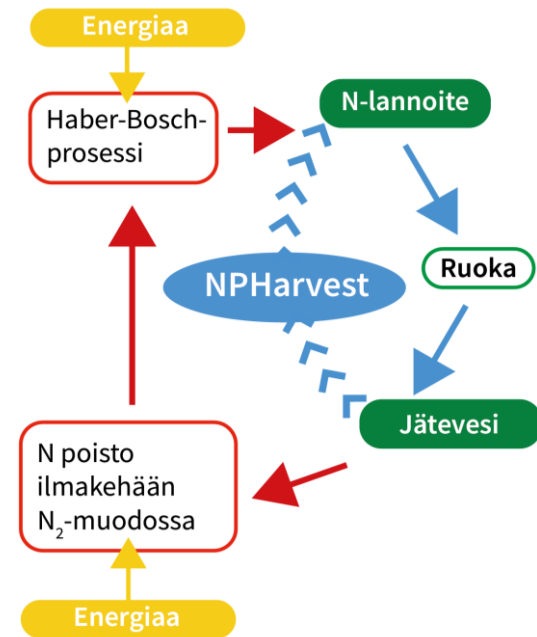 Energiaa
Haber-Bosch-
prosessi
N-lannoite
Ruoka
NPHarvest
Jätevesi
N poisto
ilmakehään
N₂-muodossa
Energiaa